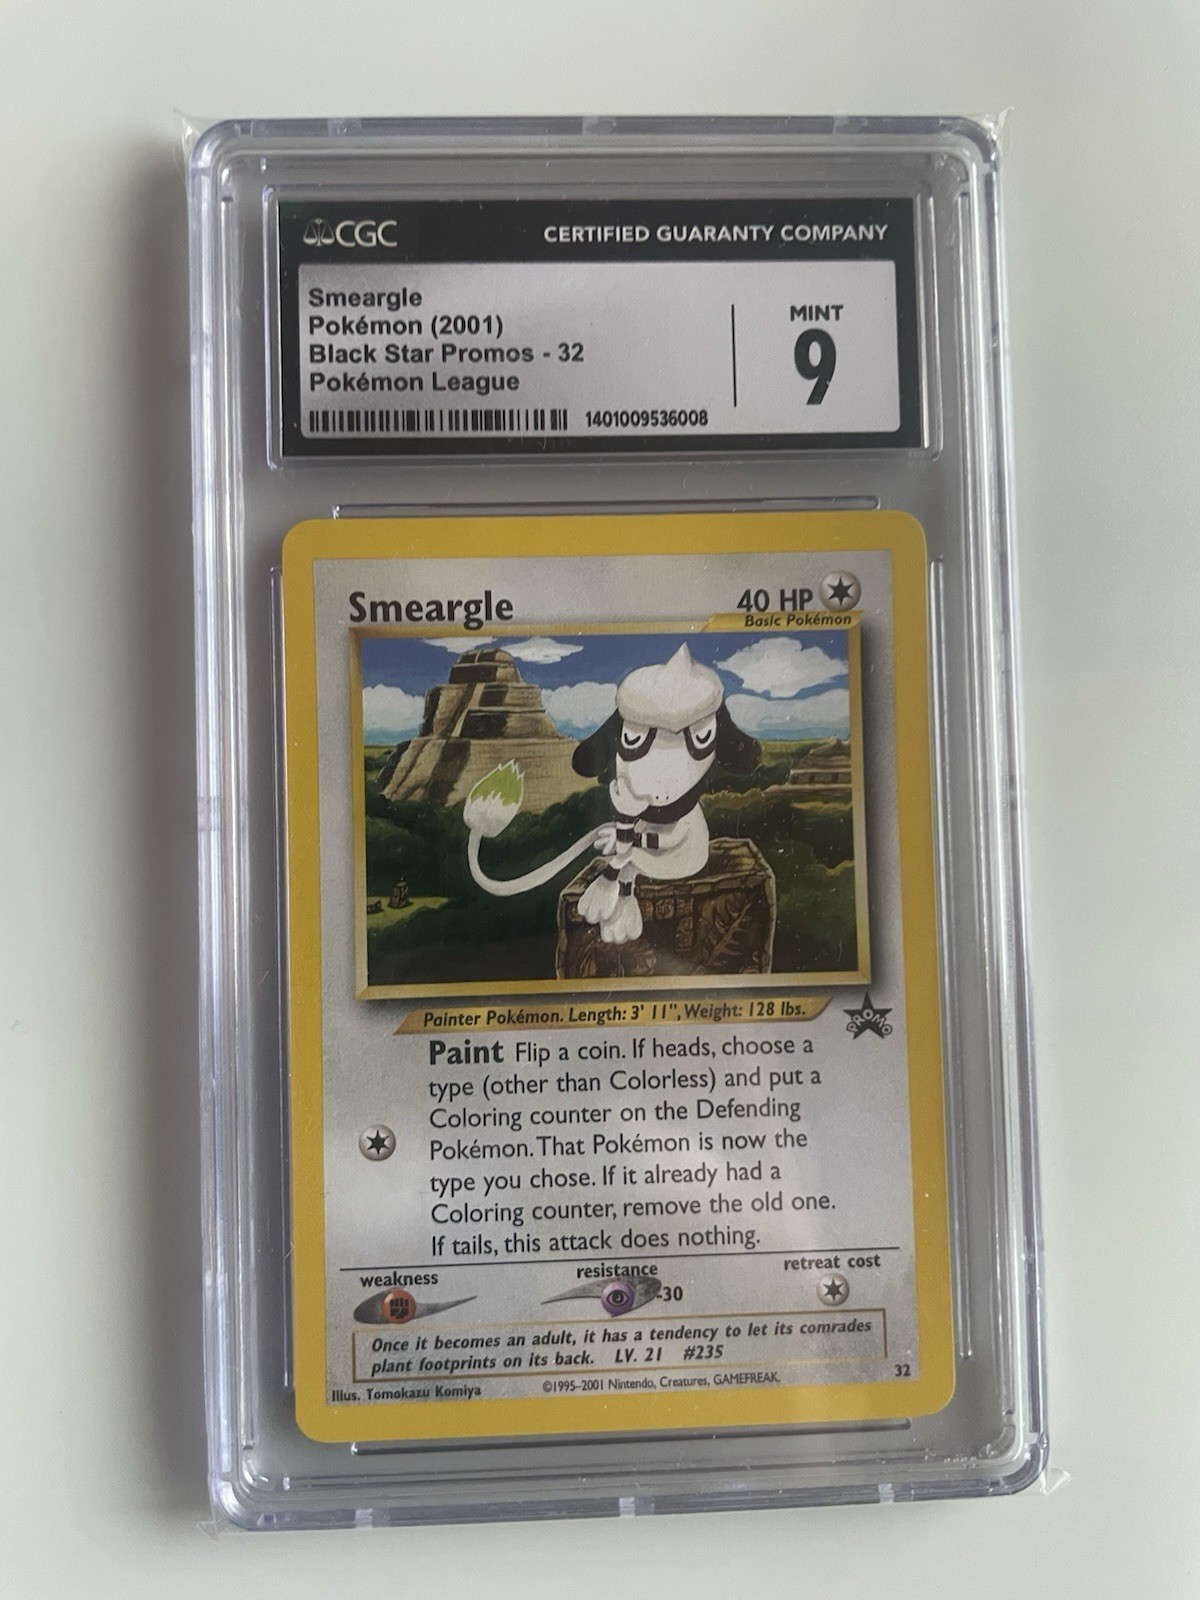 CGC CERTIFIED GUARANTY COMPANY
Smeargle
Pokémon (2001)
Black Star Promos - 32
Pokémon League
1401009536008
MINT
9
Smeargle 40 HP
Basic Pokémon
Painter Pokémon. Length: 3' 11", Weight: 128 lbs.
PROMO
Paint Flip a coin. If heads, choose a
type (other than Colorless) and put a
Coloring counter on the Defending
Pokémon. That Pokémon is now the
type you chose. If it already had a
Coloring counter, remove the old one.
If tails, this attack does nothing.
weakness resistance retreat cost
-30
Once it becomes an adult, it has a tendency to let its comrades
plant footprints on its back. LV. 21 #235
Illus. Tomokazu Komiya ©1995-2001 Nintendo, Creatures, GAMEFREAK. 32